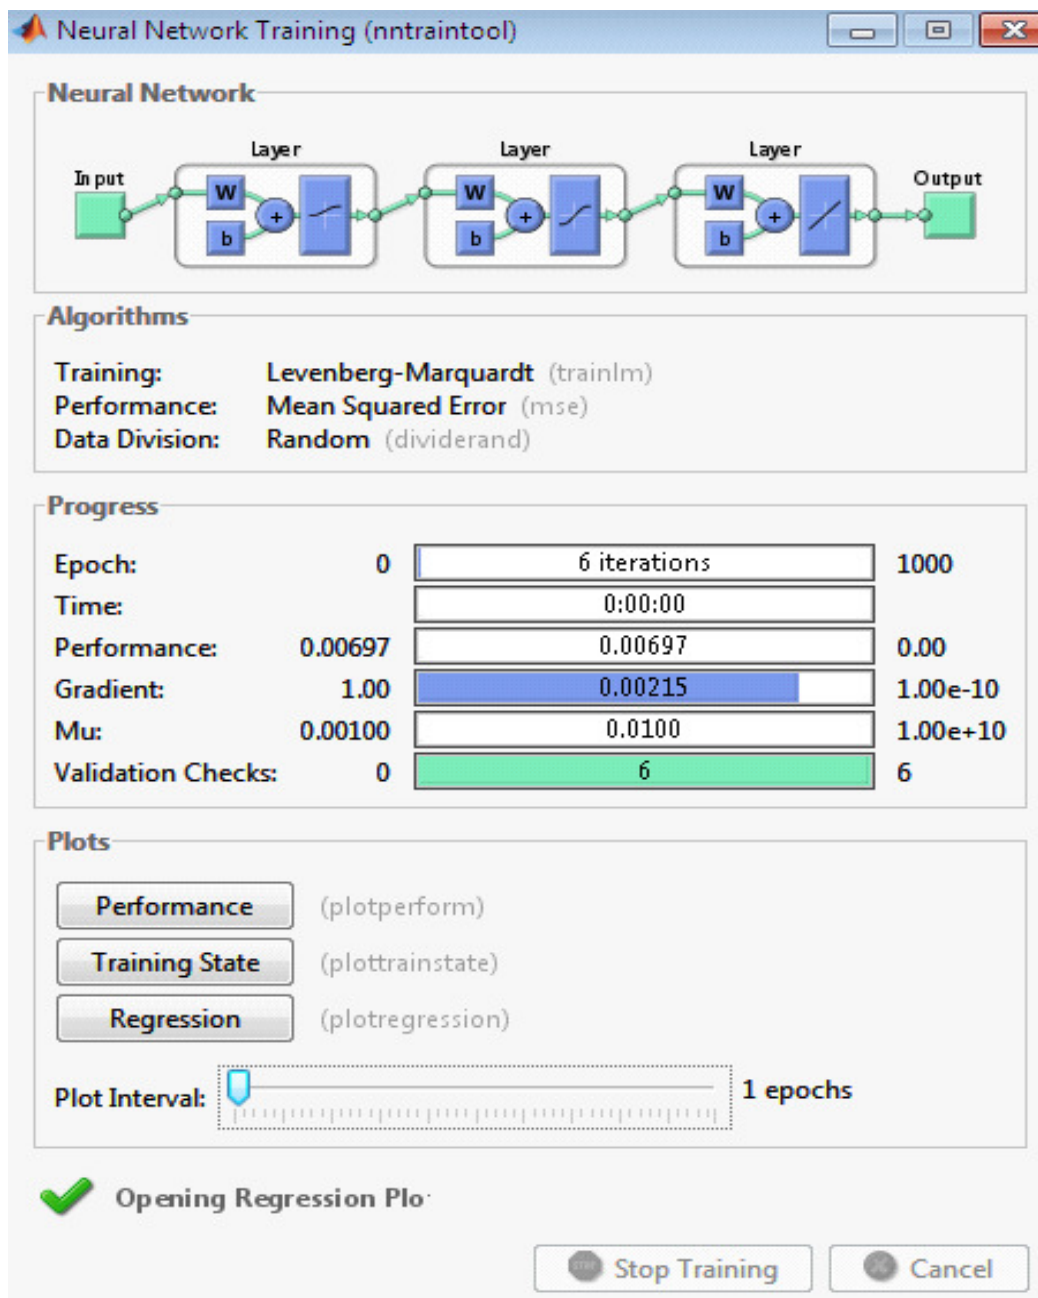 Neural Network Training (nntraintool)
Neural Network
Layer Layer Layer
Input Output
W W W
+ + +
b b b
Algorithms
Training: Levenberg-Marquardt (trainlm)
Performance: Mean Squared Error (mse)
Data Division: Random (dividerand)
Progress
Epoch: 0 6 iterations 1000
Time: 0:00:00
Performance: 0.00697 0.00697 0.00
Gradient: 1.00 0.00215 1.00e-10
Mu: 0.00100 0.0100 1.00e+10
Validation Checks: 0 6 6
Plots
Performance (plotperform)
Training State (plottrainstate)
Regression (plotregression)
Plot Interval: 1 epochs
Opening Regression Plo
Stop Training Cancel